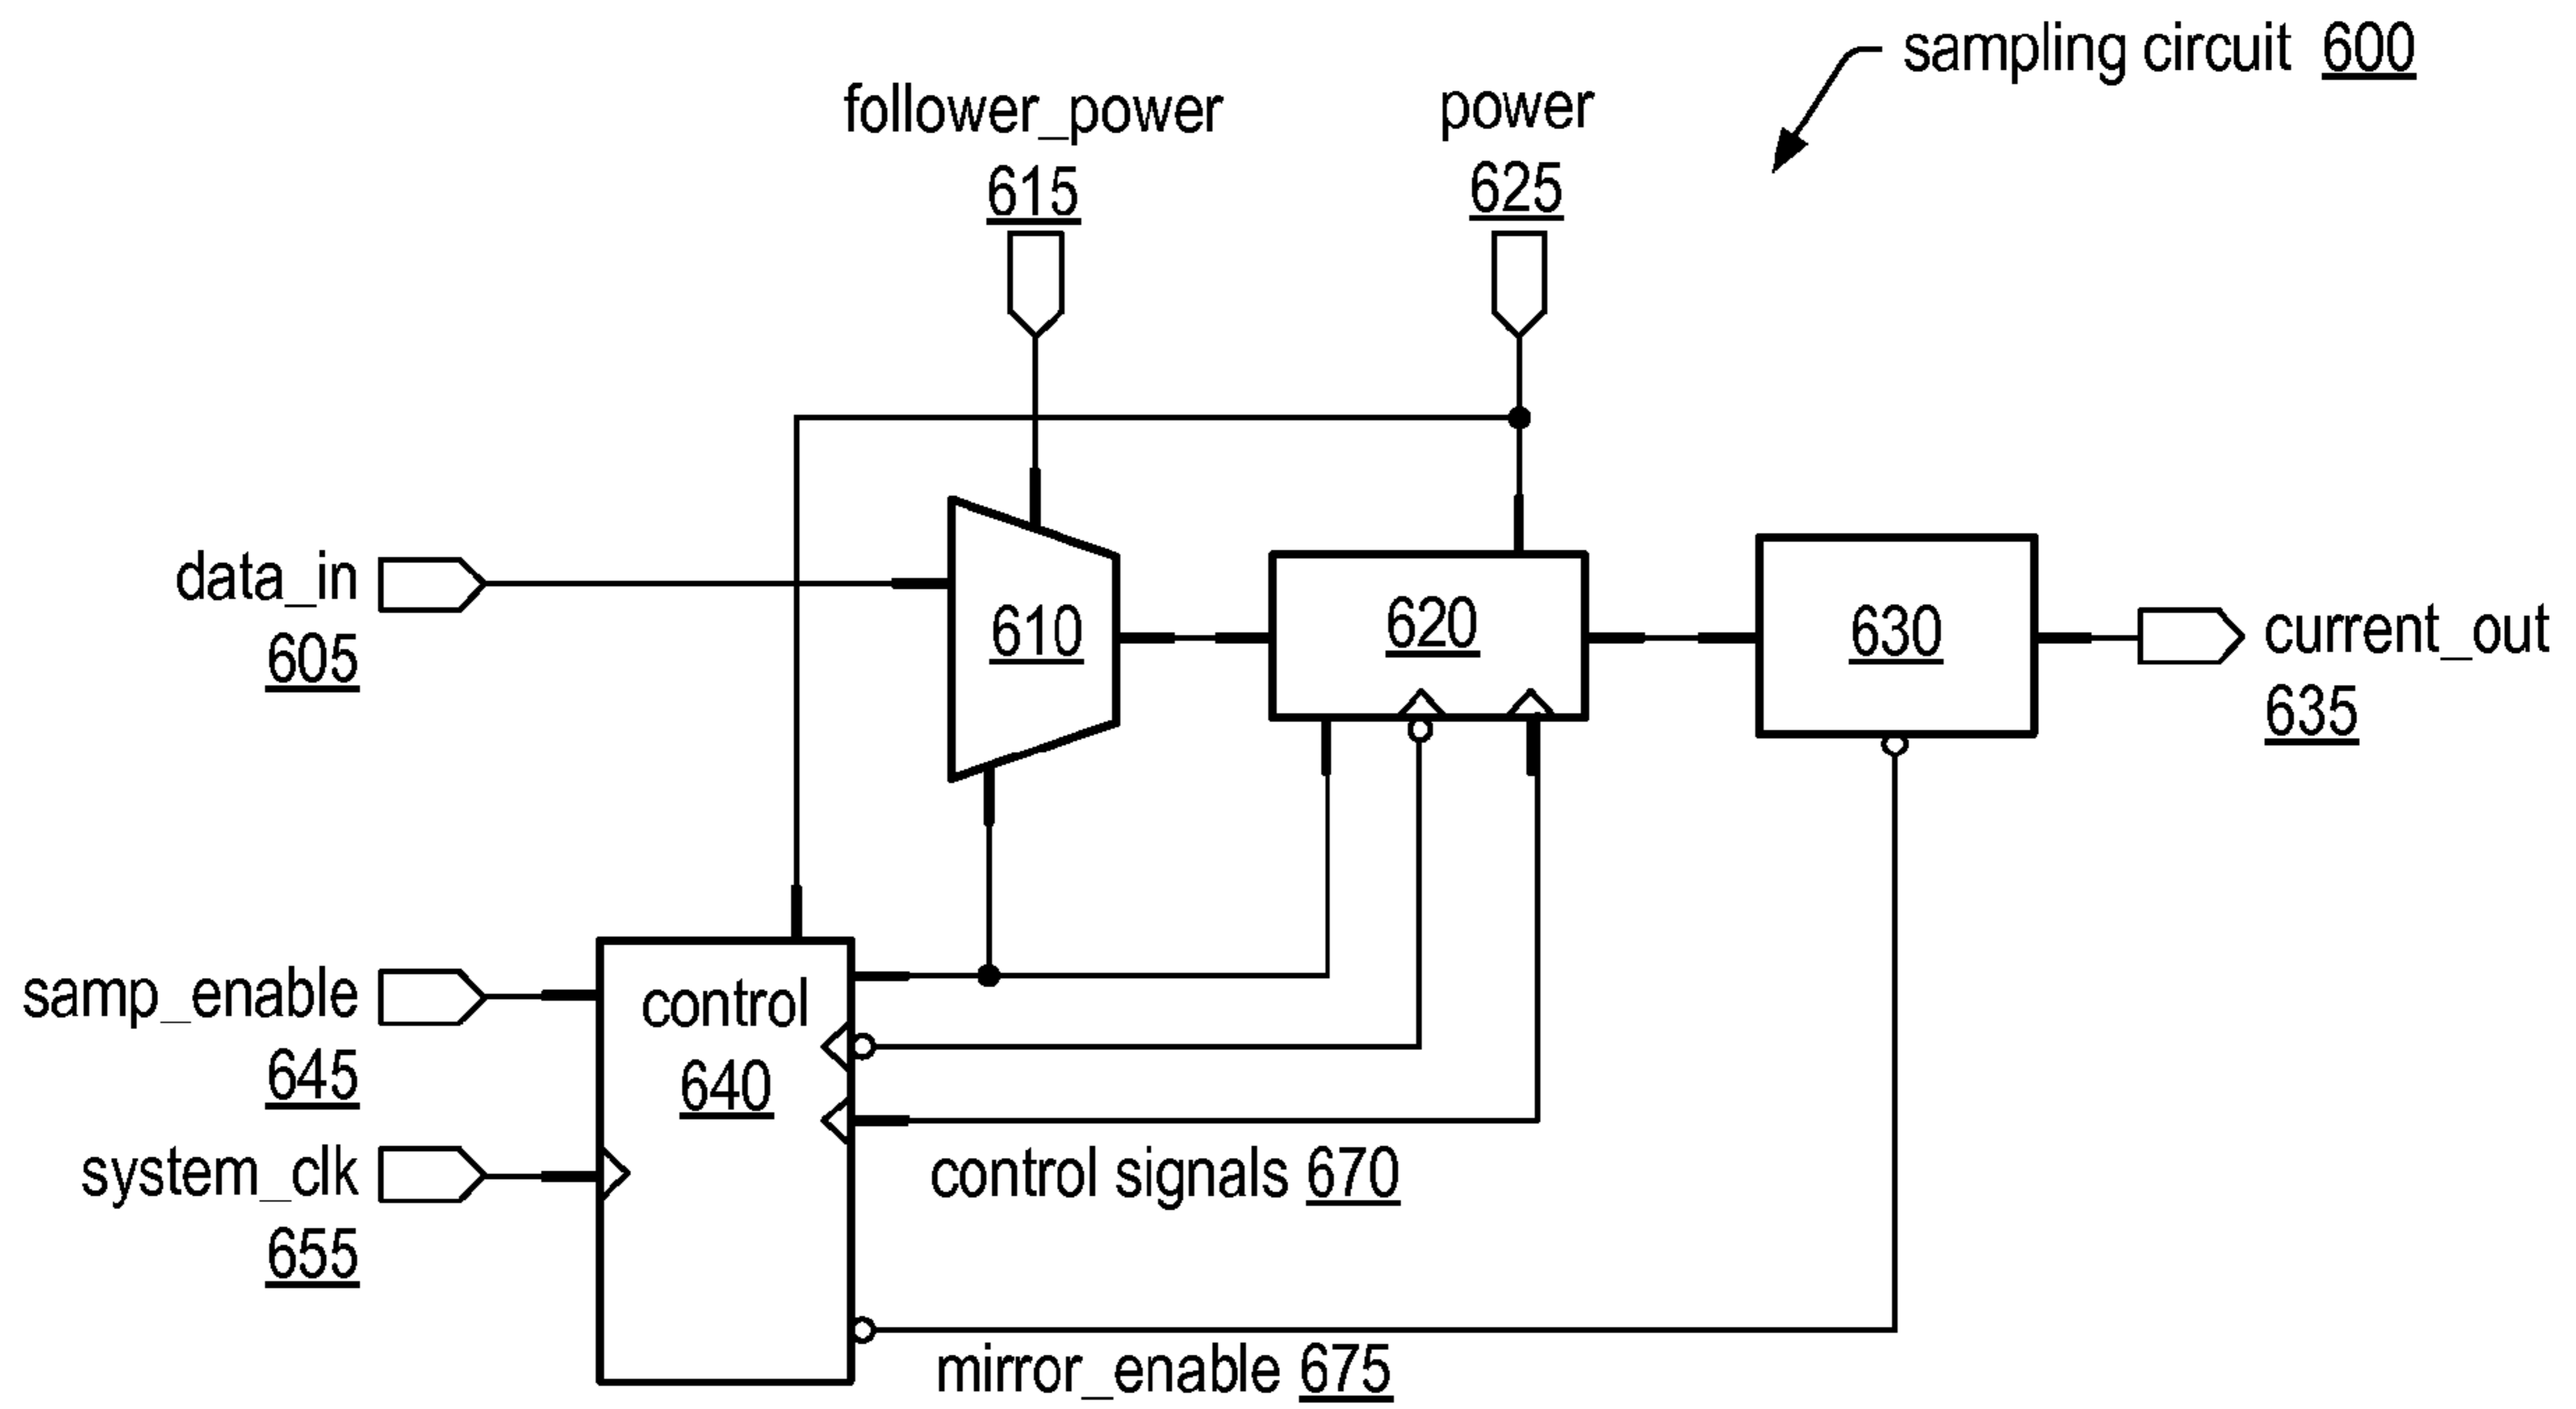 sampling circuit 600
follower_power
615
power
625
data_in
605
610
620
630
current_out
635
samp_enable
645
control
640
system_clk
655
control signals 670
mirror_enable 675